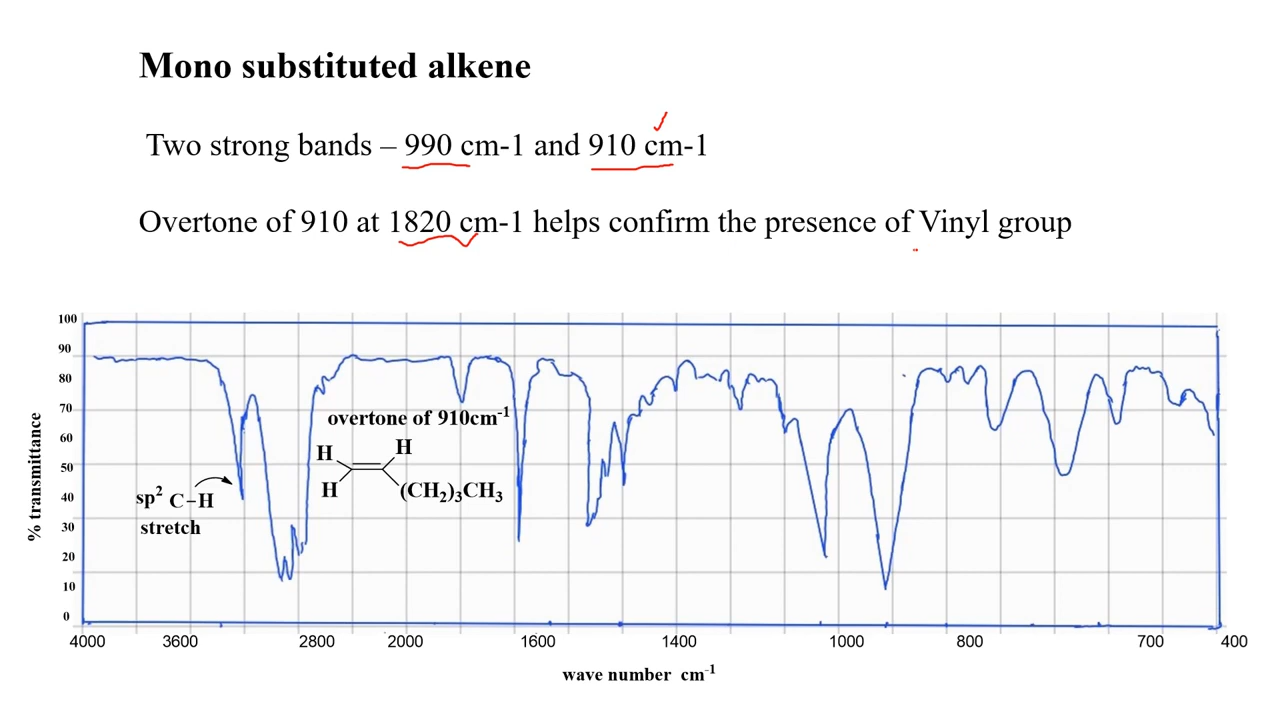 Mono substituted alkene
Two strong bands – 990 cm-1 and 910 cm-1
Overtone of 910 at 1820 cm-1 helps confirm the presence of Vinyl group
100
90
80
70
60
50
40
30
20
10
0
% transmittance
overtone of 910cm-1
H
H
H
(CH2)3CH3
sp2 C-H
stretch
4000 3600 2800 2000 1600 1400 1000 800 700 400
wave number cm-1